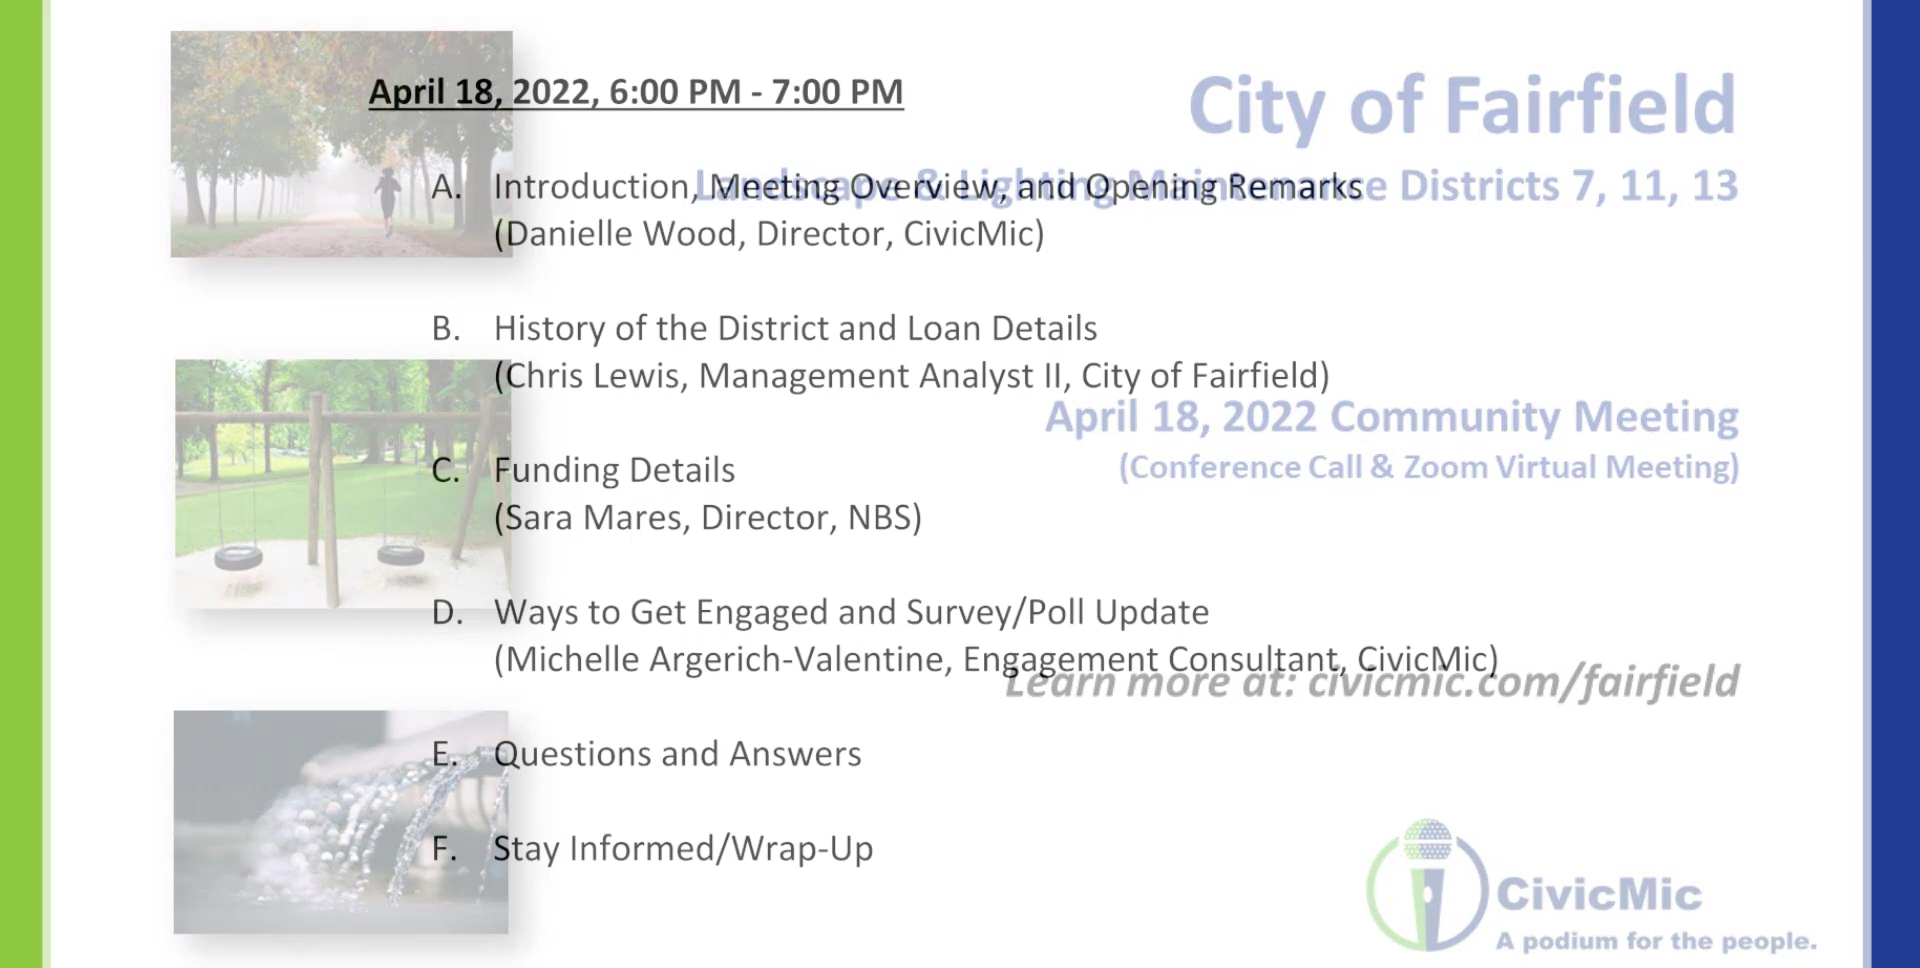 April 18, 2022, 6:00 PM - 7:00 PM
A. Introduction, Meeting Overview, and Opening Remarks
(Danielle Wood, Director, CivicMic)
B. History of the District and Loan Details
(Chris Lewis, Management Analyst II, City of Fairfield)
C. Funding Details
(Sara Mares, Director, NBS)
D. Ways to Get Engaged and Survey/Poll Update
(Michelle Argerich-Valentine, Engagement Consultant, CivicMic)
E. Questions and Answers
F. Stay Informed/Wrap-Up
City of Fairfield
Landscape & Lighting Maintenance Districts 7, 11, 13
April 18, 2022 Community Meeting
(Conference Call & Zoom Virtual Meeting)
Learn more at: civicmic.com/fairfield
CivicMic
A podium for the people.